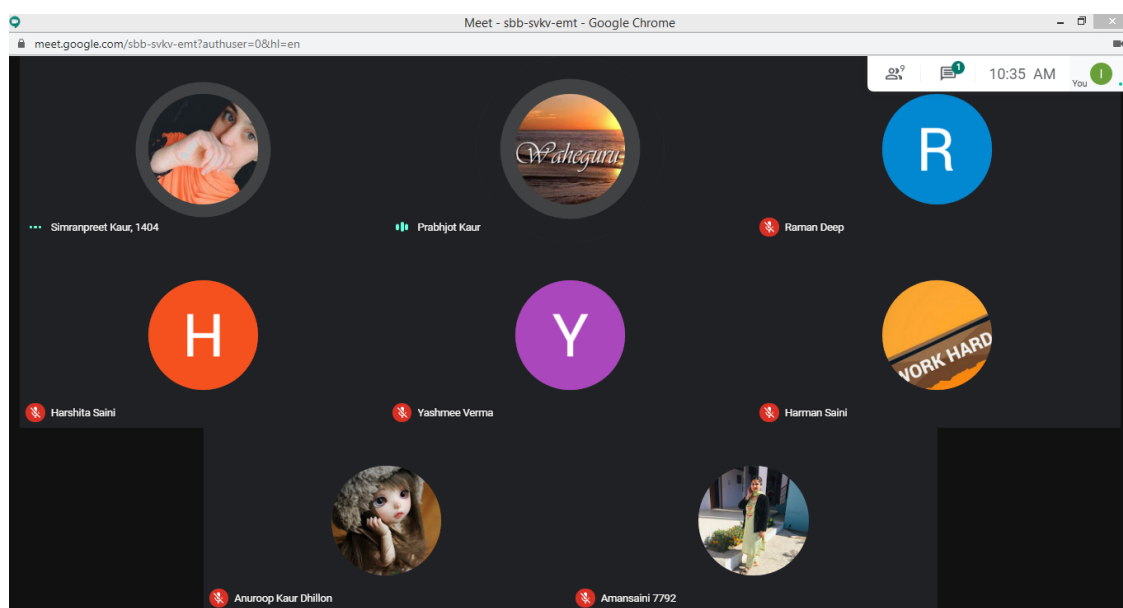 Meet - sbb-svkv-emt - Google Chrome
meet.google.com/sbb-svkv-emt?authuser=0&hl=en
9
1
10:35 AM
You
I
Waheguru
R
Simranpreet Kaur, 1404
Prabhjot Kaur
Raman Deep
H
Y
WORK HARD
Harshita Saini
Yashmee Verma
Harman Saini
Anuroop Kaur Dhillon
Amansaini 7792